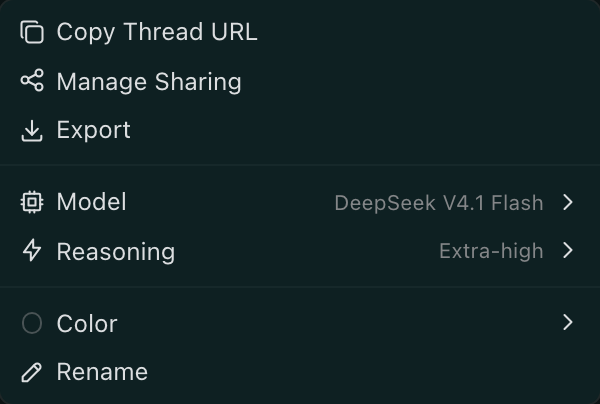 Copy Thread URL
Manage Sharing
Export
Model DeepSeek V4.1 Flash
Reasoning Extra-high
Color
Rename